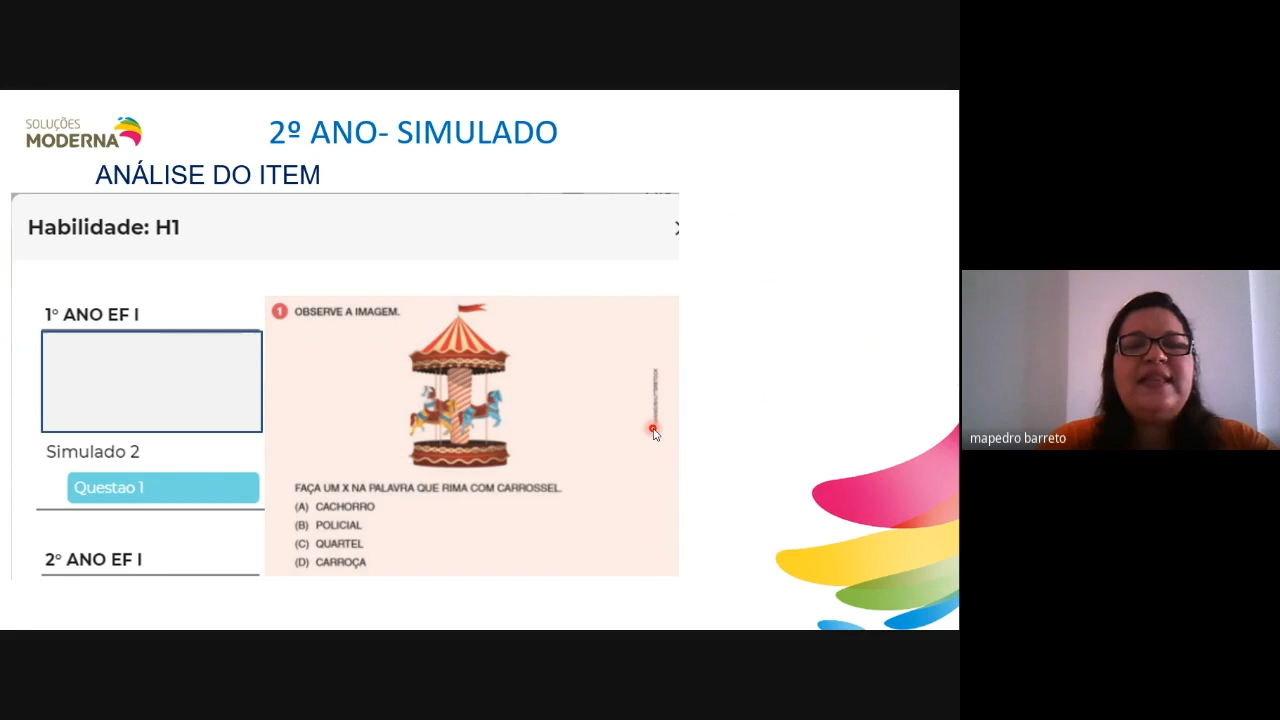 SOLUÇÕES
MODERNA
2º ANO- SIMULADO
ANÁLISE DO ITEM
Habilidade: H1
1º ANO EF I
Simulado 2
Questao 1
2º ANO EF I
1 OBSERVE A IMAGEM.
FAÇA UM X NA PALAVRA QUE RIMA COM CARROSSEL.
(A) CACHORRO
(B) POLICIAL
(C) QUARTEL
(D) CARROÇA
mapedro barreto